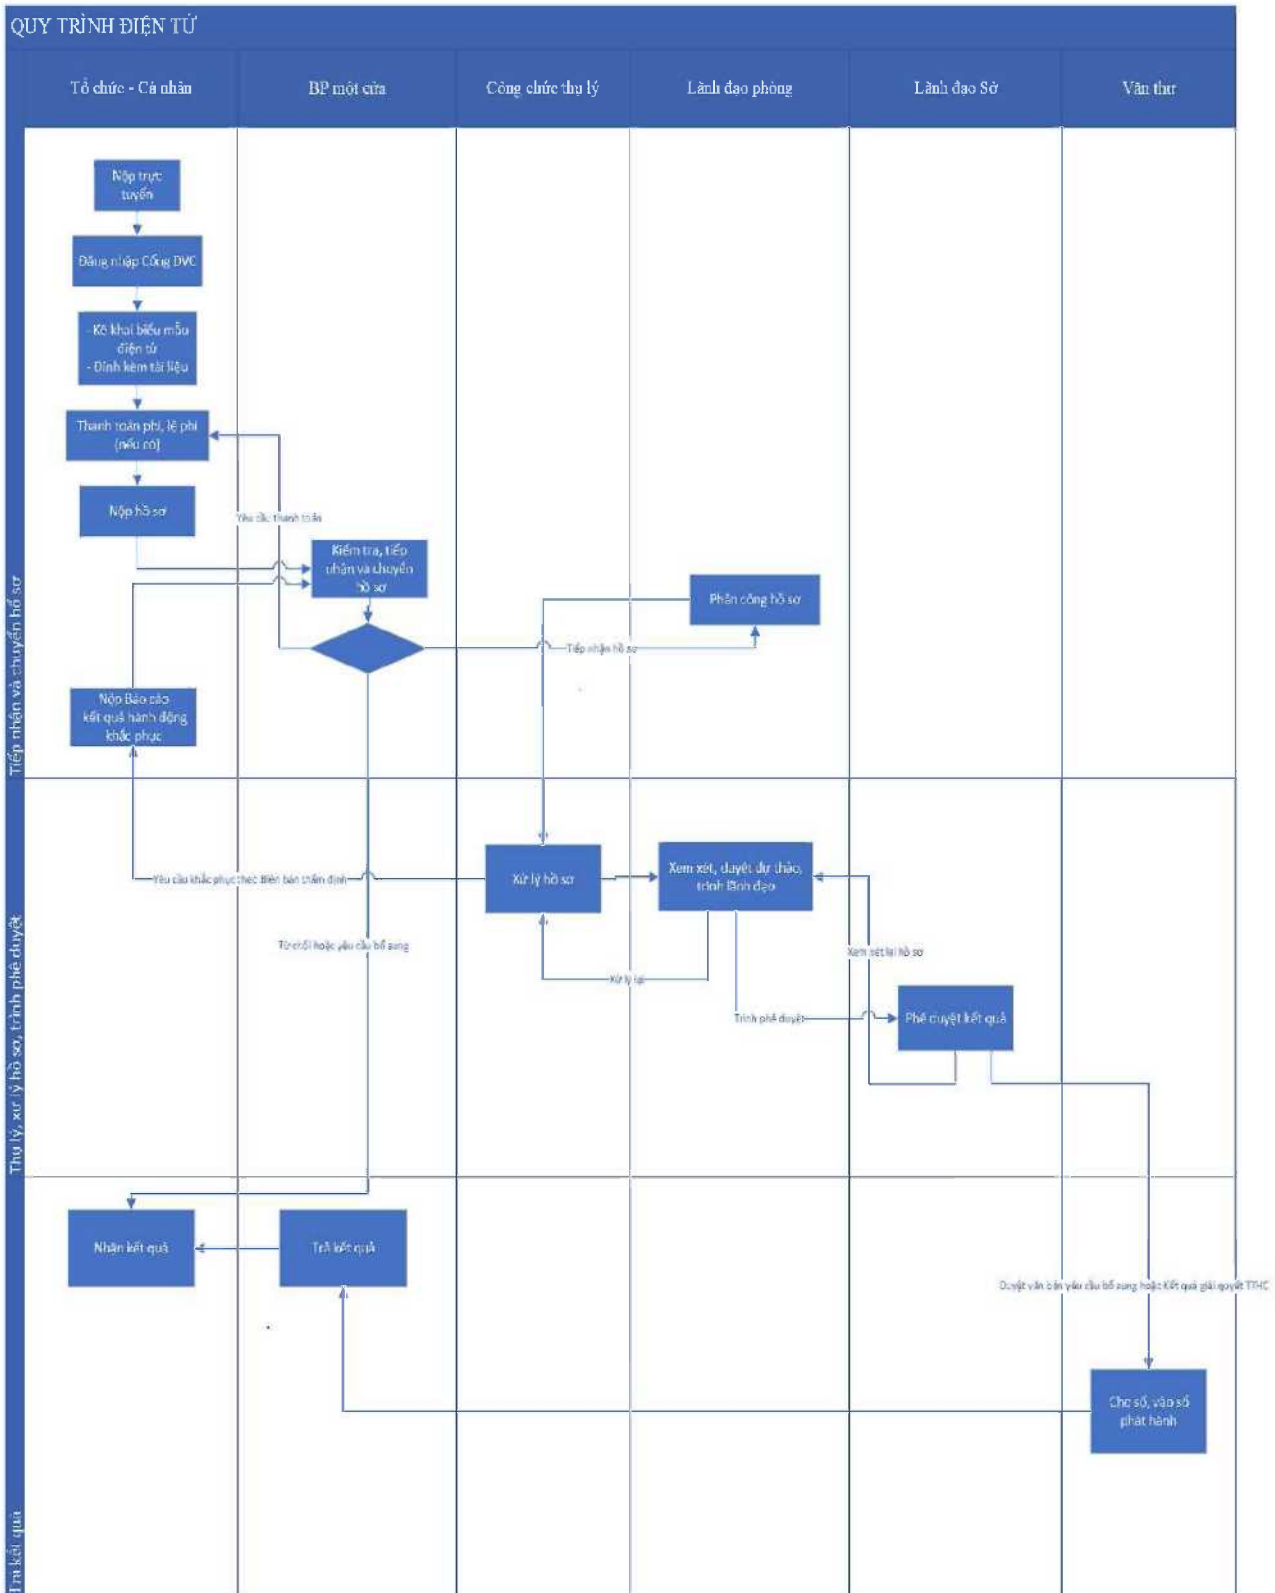 QUY TRÌNH ĐIỆN TỬ
Tổ chức - Cá nhân
BP một cửa
Công chức thụ lý
Lãnh đạo phòng
Lãnh đạo Sở
Văn thư
Tiếp nhận và chuyển hồ sơ
Nộp trực
tuyến
Đăng nhập Cổng DVC
- Kê khai biểu mẫu
điện tử
- Đính kèm tài liệu
Thanh toán phí, lệ phí
(nếu có)
Nộp hồ sơ
Yêu cầu thanh toán
Kiểm tra, tiếp
nhận và chuyển
hồ sơ
Phân công hồ sơ
Tiếp nhận hồ sơ
Nộp Báo cáo
kết quả hành động
khắc phục
Thụ lý, xử lý hồ sơ, trình phê duyệt
Yêu cầu khắc phục theo Biên bản thẩm định
Xử lý hồ sơ
Xem xét, duyệt dự thảo,
trình lãnh đạo
Từ chối hoặc yêu cầu bổ sung
Xem xét lại hồ sơ
Xử lý lại
Trình phê duyệt
Phê duyệt kết quả
Trả kết quả
Nhận kết quả
Trả kết quả
Duyệt văn bản yêu cầu bổ sung hoặc Kết quả giải quyết TTHC
Cho số, vào sổ
phát hành